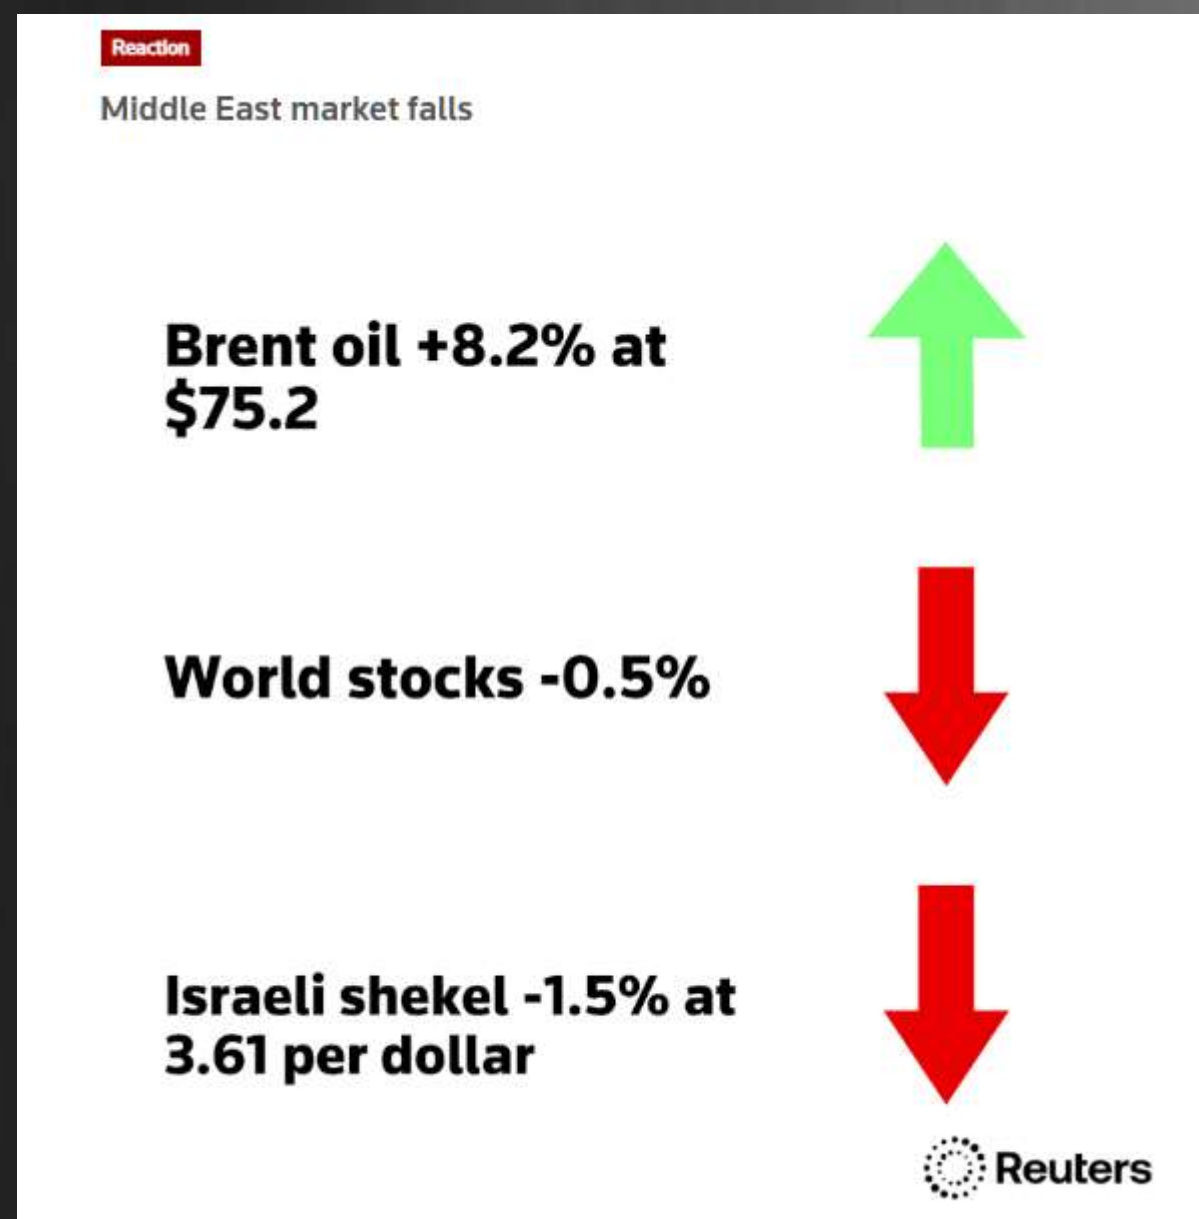 Reaction
Middle East market falls
Brent oil +8.2% at
$75.2
World stocks -0.5%
Israeli shekel -1.5% at
3.61 per dollar
Reuters